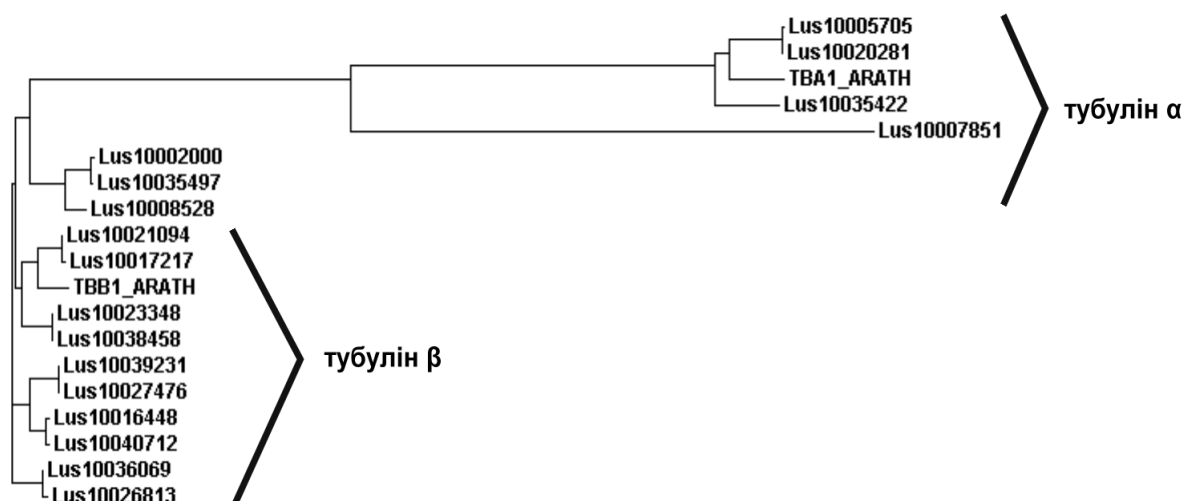 Lus10005705
Lus10020281
TBA1_ARATH
Lus10035422
Lus10007851
тубулін α
Lus10002000
Lus10035497
Lus10008528
Lus10021094
Lus10017217
TBB1_ARATH
Lus10023348
Lus10038458
тубулін β
Lus10039231
Lus10027476
Lus10016448
Lus10040712
Lus10036069
Lus10026813